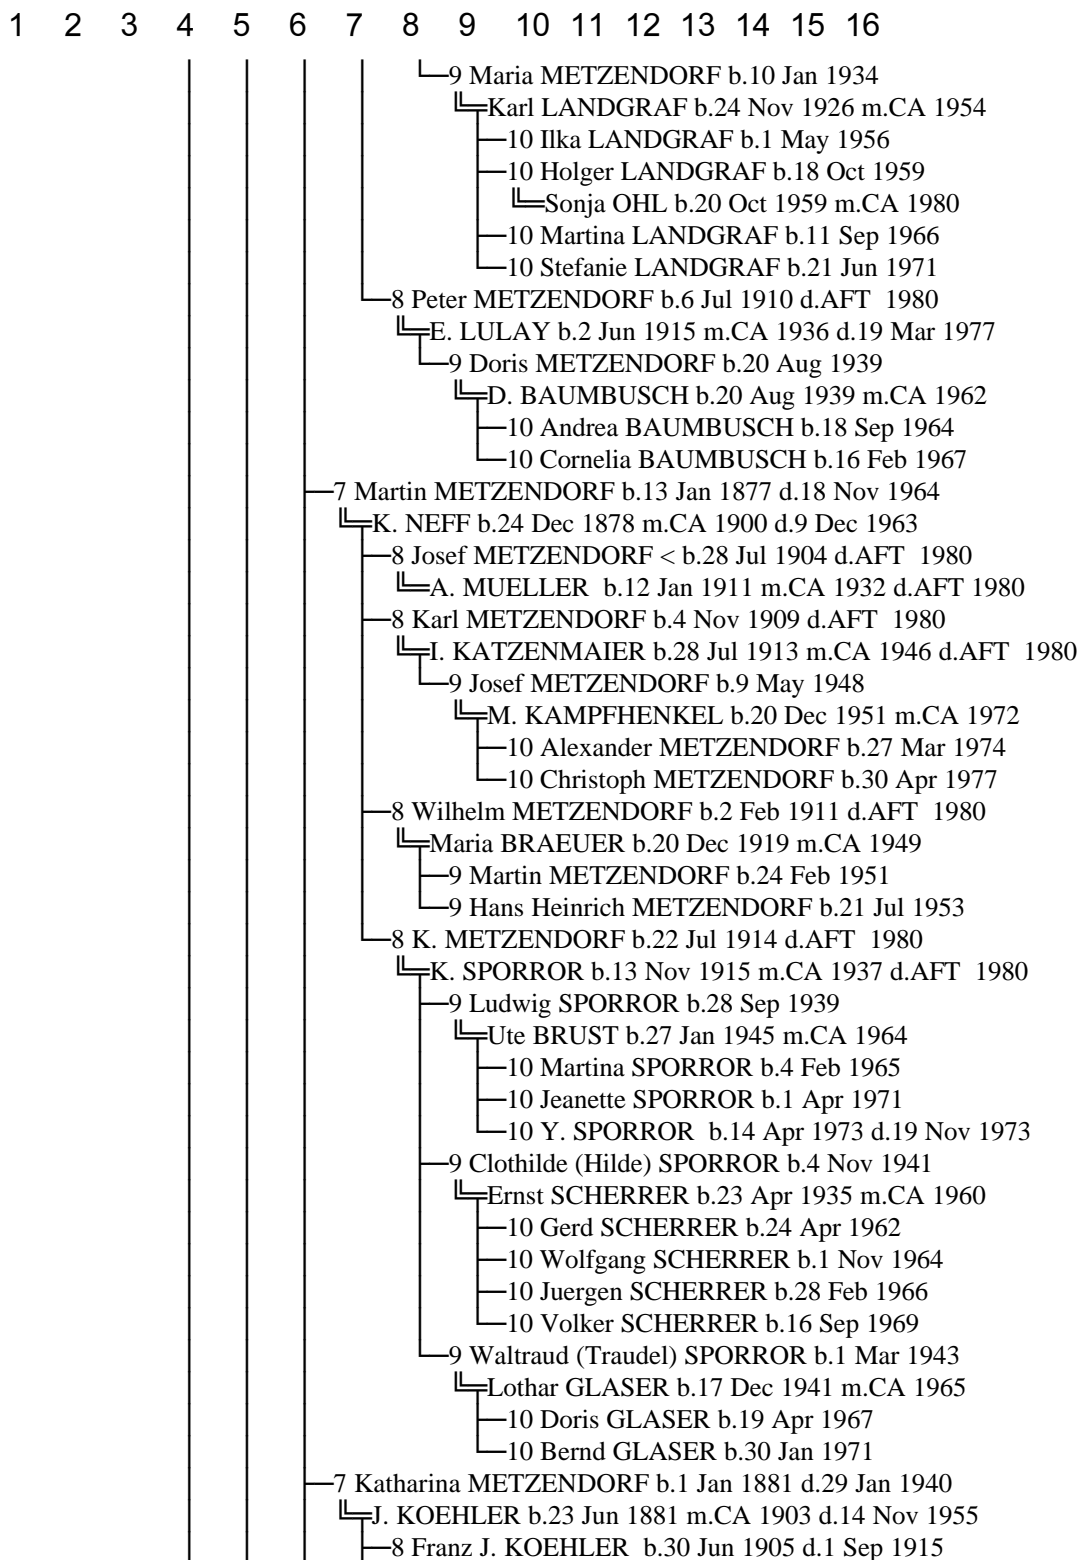 1 2 3 4 5 6 7 8 9 10 11 12 13 14 15 16
9 Maria METZENDORF b.10 Jan 1934
Karl LANDGRAF b.24 Nov 1926 m.CA 1954
10 Ilka LANDGRAF b.1 May 1956
10 Holger LANDGRAF b.18 Oct 1959
Sonja OHL b.20 Oct 1959 m.CA 1980
10 Martina LANDGRAF b.11 Sep 1966
10 Stefanie LANDGRAF b.21 Jun 1971
8 Peter METZENDORF b.6 Jul 1910 d.AFT 1980
E. LULAY b.2 Jun 1915 m.CA 1936 d.19 Mar 1977
9 Doris METZENDORF b.20 Aug 1939
D. BAUMBUSCH b.20 Aug 1939 m.CA 1962
10 Andrea BAUMBUSCH b.18 Sep 1964
10 Cornelia BAUMBUSCH b.16 Feb 1967
7 Martin METZENDORF b.13 Jan 1877 d.18 Nov 1964
K. NEFF b.24 Dec 1878 m.CA 1900 d.9 Dec 1963
8 Josef METZENDORF < b.28 Jul 1904 d.AFT 1980
A. MUELLER b.12 Jan 1911 m.CA 1932 d.AFT 1980
8 Karl METZENDORF b.4 Nov 1909 d.AFT 1980
I. KATZENMAIER b.28 Jul 1913 m.CA 1946 d.AFT 1980
9 Josef METZENDORF b.9 May 1948
M. KAMPFHENKEL b.20 Dec 1951 m.CA 1972
10 Alexander METZENDORF b.27 Mar 1974
10 Christoph METZENDORF b.30 Apr 1977
8 Wilhelm METZENDORF b.2 Feb 1911 d.AFT 1980
Maria BRAEUER b.20 Dec 1919 m.CA 1949
9 Martin METZENDORF b.24 Feb 1951
9 Hans Heinrich METZENDORF b.21 Jul 1953
8 K. METZENDORF b.22 Jul 1914 d.AFT 1980
K. SPORROR b.13 Nov 1915 m.CA 1937 d.AFT 1980
9 Ludwig SPORROR b.28 Sep 1939
Ute BRUST b.27 Jan 1945 m.CA 1964
10 Martina SPORROR b.4 Feb 1965
10 Jeanette SPORROR b.1 Apr 1971
10 Y. SPORROR b.14 Apr 1973 d.19 Nov 1973
9 Clothilde (Hilde) SPORROR b.4 Nov 1941
Ernst SCHERRER b.23 Apr 1935 m.CA 1960
10 Gerd SCHERRER b.24 Apr 1962
10 Wolfgang SCHERRER b.1 Nov 1964
10 Juergen SCHERRER b.28 Feb 1966
10 Volker SCHERRER b.16 Sep 1969
9 Waltraud (Traudel) SPORROR b.1 Mar 1943
Lothar GLASER b.17 Dec 1941 m.CA 1965
10 Doris GLASER b.19 Apr 1967
10 Bernd GLASER b.30 Jan 1971
7 Katharina METZENDORF b.1 Jan 1881 d.29 Jan 1940
J. KOEHLER b.23 Jun 1881 m.CA 1903 d.14 Nov 1955
8 Franz J. KOEHLER b.30 Jun 1905 d.1 Sep 1915